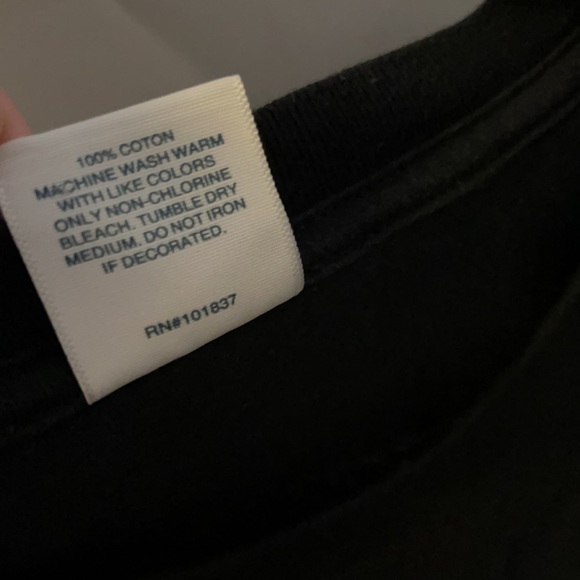 100% COTON
MACHINE WASH WARM
WITH LIKE COLORS
ONLY NON-CHLORINE
BLEACH. TUMBLE DRY
MEDIUM. DO NOT IRON
IF DECORATED.
RN#101837